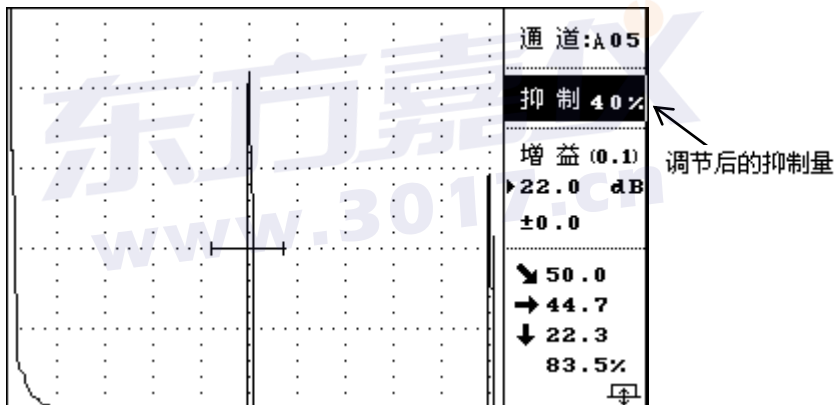 通 道:A05
抑 制 40%
增 益 (0.1)
22.0 dB
±0.0
50.0
44.7
22.3
83.5%
调节后的抑制量
东方嘉仪
www.3017.cn